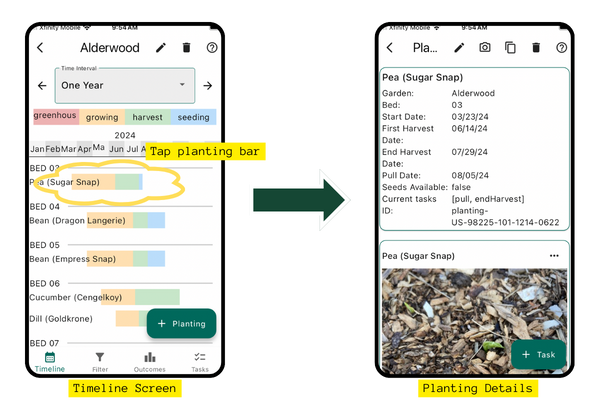 Xfinity Mobile
9:54 AM
Alderwood
Time Interval
One Year
greenhous growing harvest seeding
2024
Jan Feb Mar Apr Ma Jun Jul A
Tap planting bar
BED 03
Pea (Sugar Snap)
BED 04
Bean (Dragon Langerie)
BED 05
Bean (Empress Snap)
BED 06
Cucumber (Cengelkoy)
Dill (Goldkrone)
+ Planting
BED 07
Timeline Filter Outcomes Tasks
Timeline Screen
Xfinity Mobile
9:54 AM
Pla...
Pea (Sugar Snap)
Garden: Alderwood
Bed: 03
Start Date: 03/23/24
First Harvest 06/14/24
Date:
End Harvest 07/29/24
Date:
Pull Date: 08/05/24
Seeds Available: false
Current tasks [pull, endHarvest]
ID: planting-
US-98225-101-1214-0622
Pea (Sugar Snap)
+ Task
Planting Details